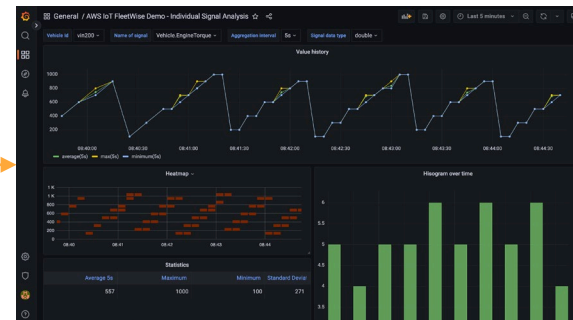 General / AWS IoT FleetWise Demo - Individual Signal Analysis
Last 5 minutes
Vehicle id vin200 Name of signal Vehicle.EngineTorque Aggregation interval 5s Signal data type double
Value history
1000
800
600
400
200
08:40:00 08:40:30 08:41:00 08:41:30 08:42:00 08:42:30 08:43:00 08:43:30 08:44:00 08:44:30
average(5s) max(5s) minimum(5s)
Heatmap
1 K
1 K
800
600
400
200
0
08:40 08:41 08:42 08:43 08:44
Hisogram over time
6
5.5
5
4.5
4
3.5
Statistics
Average 5s Maximum Minimum Standard Deviat
557 1000 100 271